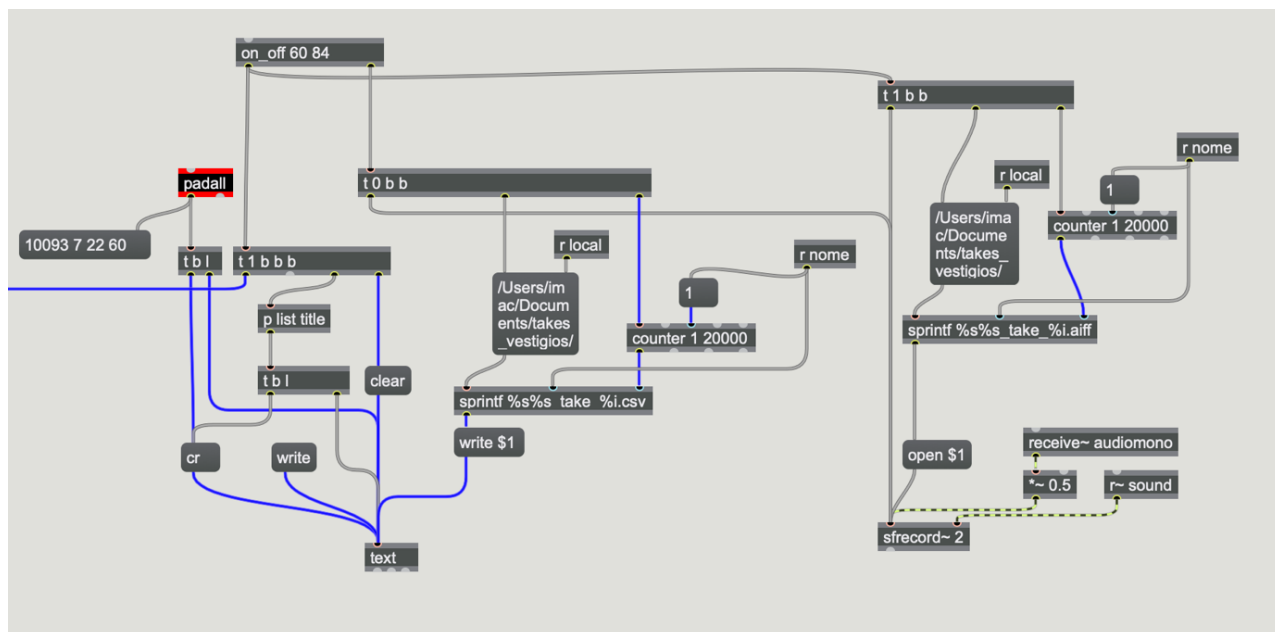 on_off 60 84
t 1 b b
r nome
padall
t 0 b b
r local
1
10093 7 22 60
t b l
t 1 b b b
r local
r nome
/Users/ima
c/Docume
nts/takes_
vestigios/
counter 1 20000
/Users/im
ac/Docum
ents/takes
_vestigios/
1
p list title
counter 1 20000
sprintf %s%s_take_%i.aiff
t b l
clear
sprintf %s%s_take_%i.csv
cr
write
write $1
open $1
receive~ audiomono
*~ 0.5
r~ sound
sfrecord~ 2
text